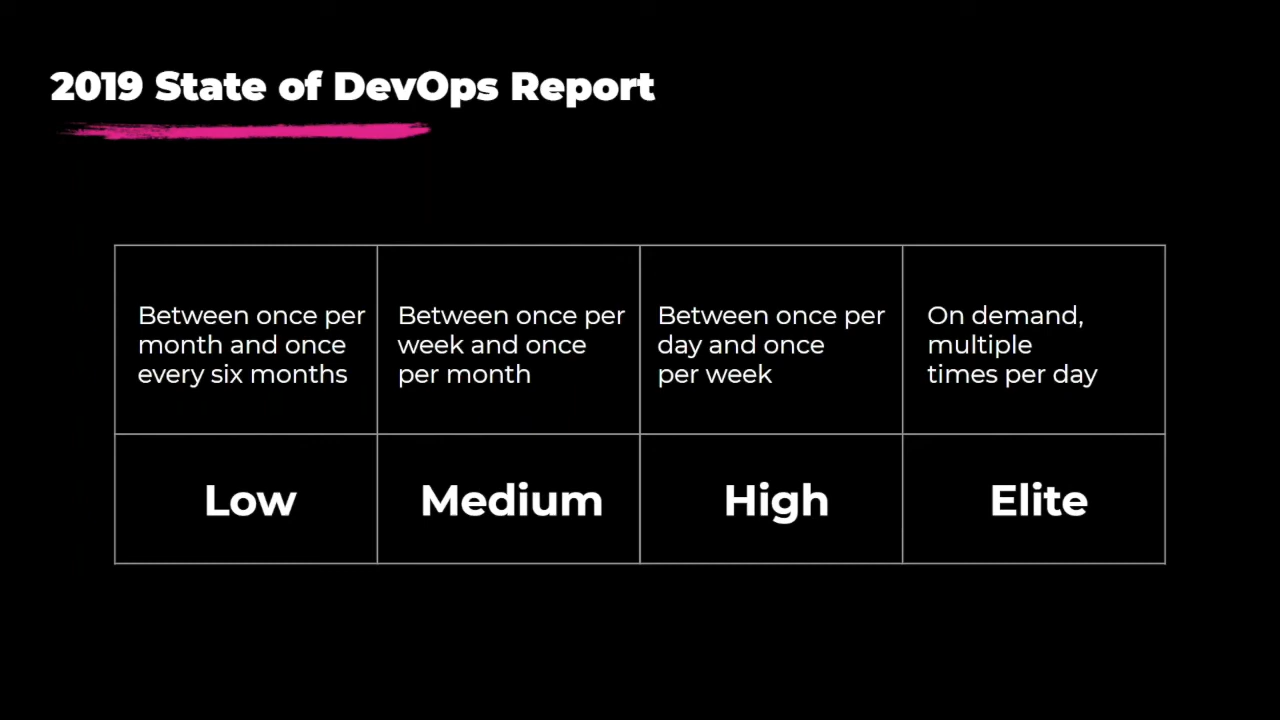 2019 State of DevOps Report
Between once per
month and once
every six months
Between once per
week and once
per month
Between once per
day and once
per week
On demand,
multiple
times per day
Low
Medium
High
Elite